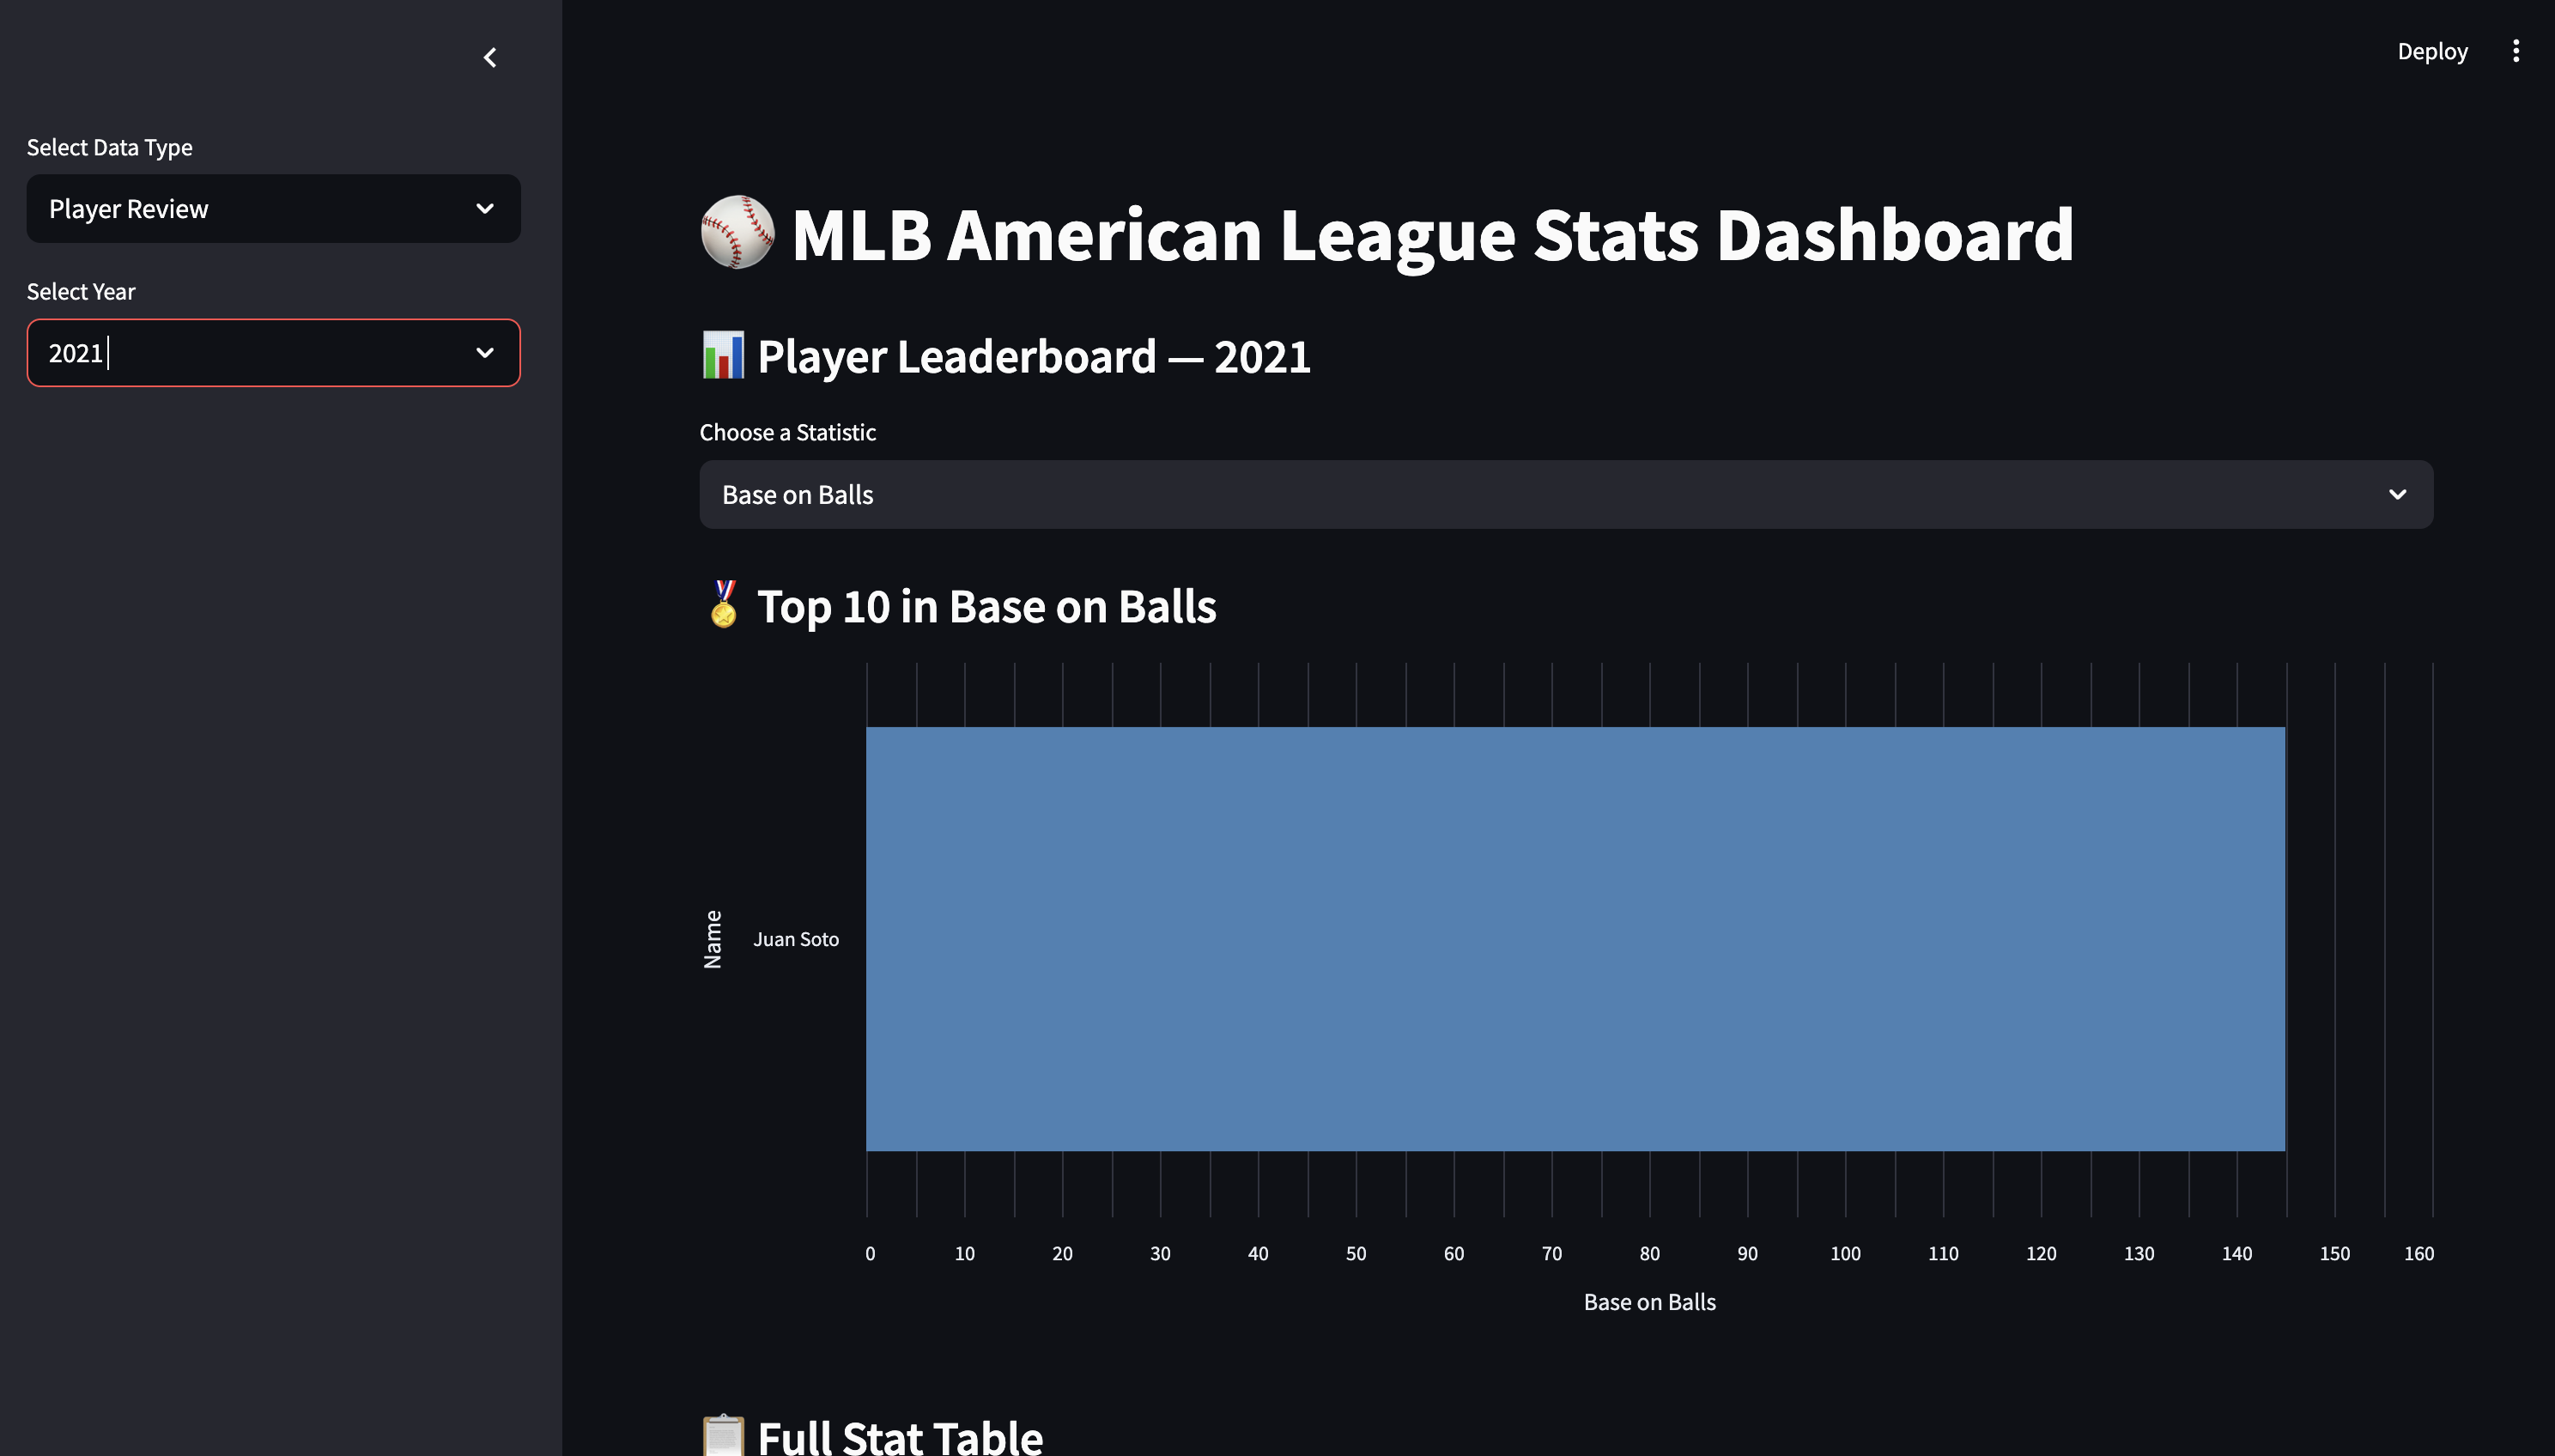 Deploy
Select Data Type
Player Review
Select Year
2021
MLB American League Stats Dashboard
Player Leaderboard — 2021
Choose a Statistic
Base on Balls
Top 10 in Base on Balls
Name
Juan Soto
0 10 20 30 40 50 60 70 80 90 100 110 120 130 140 150 160
Base on Balls
Full Stat Table